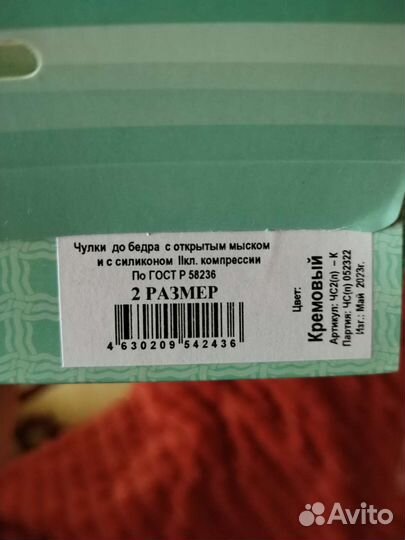 Чулки до бедра с открытым мыском
и с силиконом IIкл. компрессии
По ГОСТ Р 58236
2 РАЗМЕР
4 630209 542436
Цвет:
Кремовый
Артикул: ЧС2(п) – К
Партия: ЧС(п) 052322
Изг.: Май 2023г.
Avito